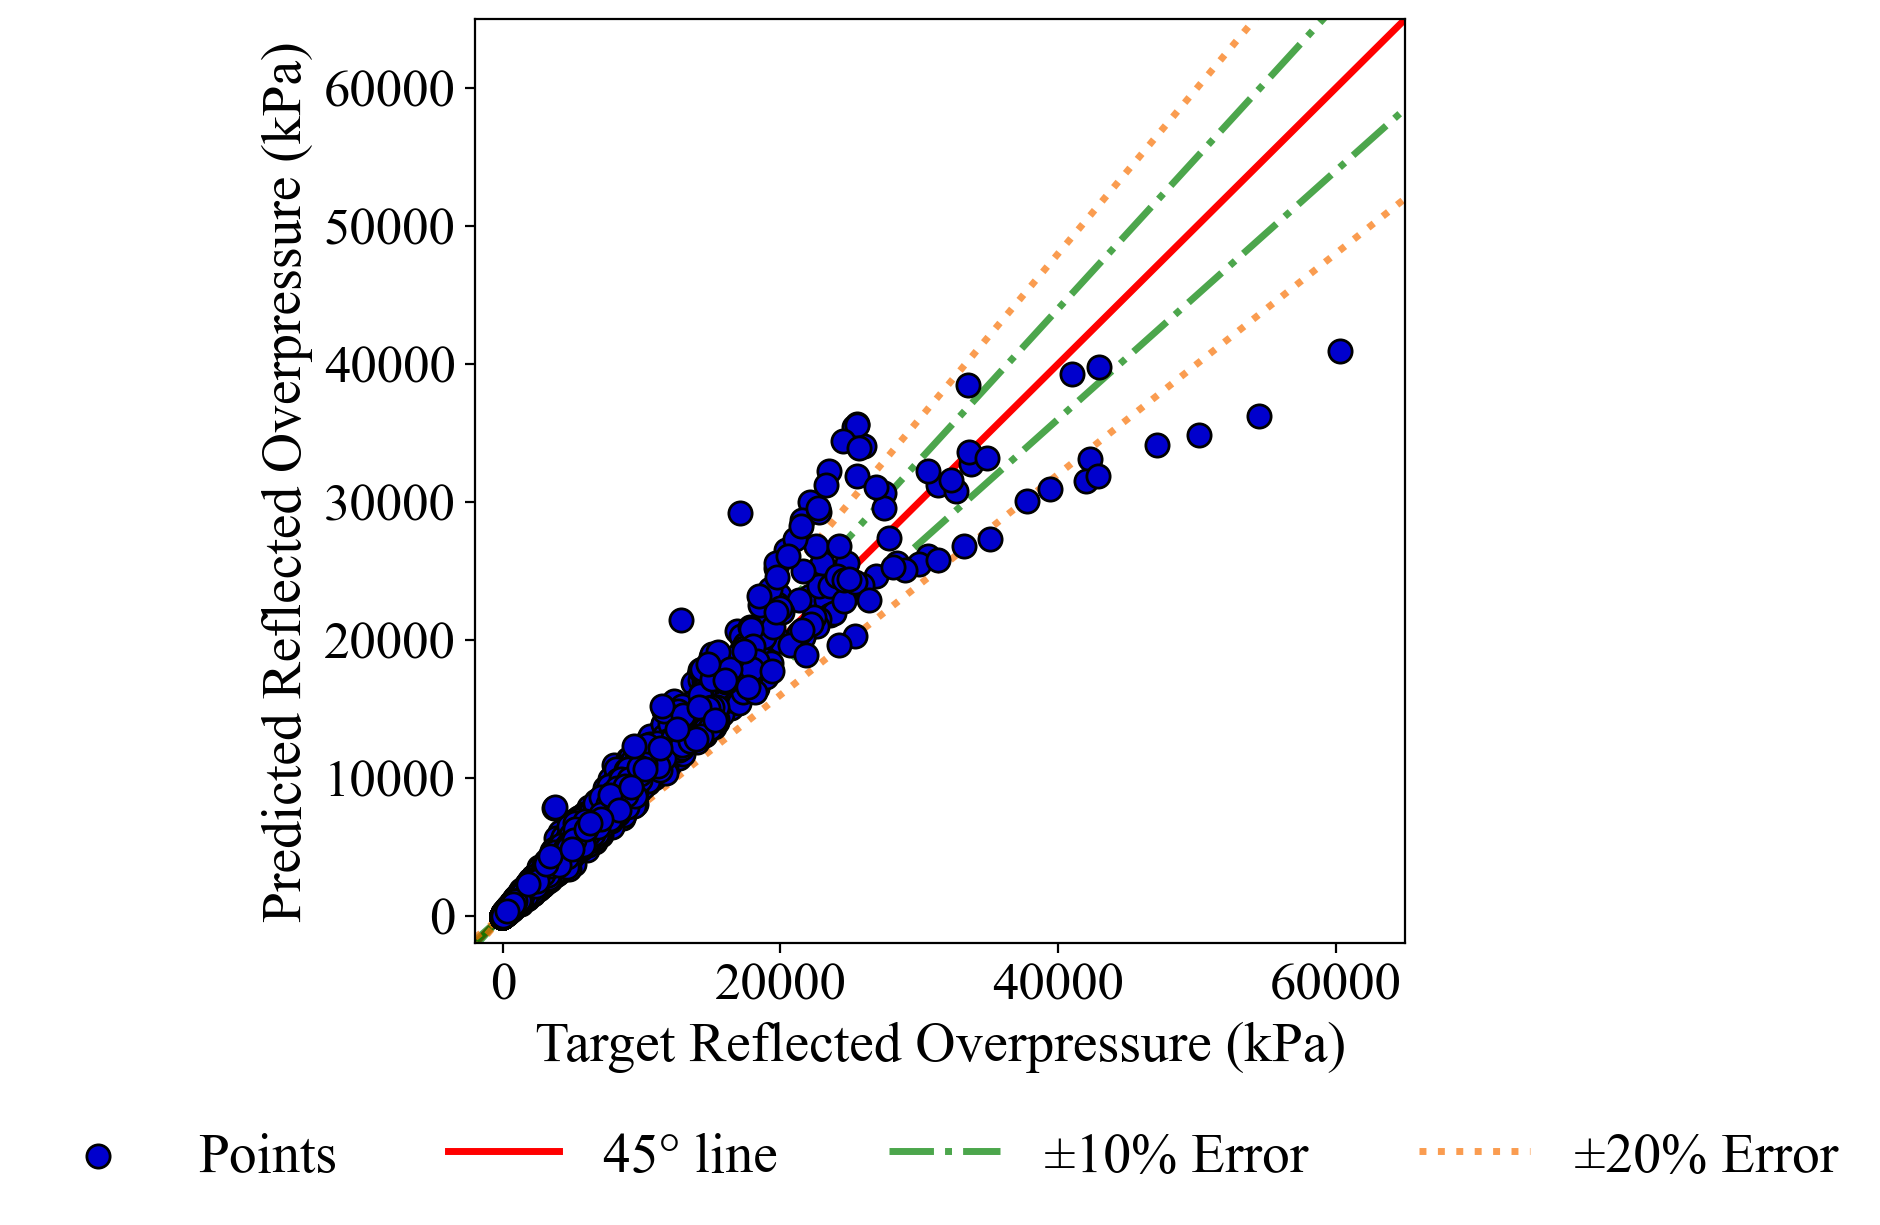 Predicted Reflected Overpressure (kPa)
60000
50000
40000
30000
20000
10000
0
0 20000 40000 60000
Target Reflected Overpressure (kPa)
Points 45° line ±10% Error ±20% Error